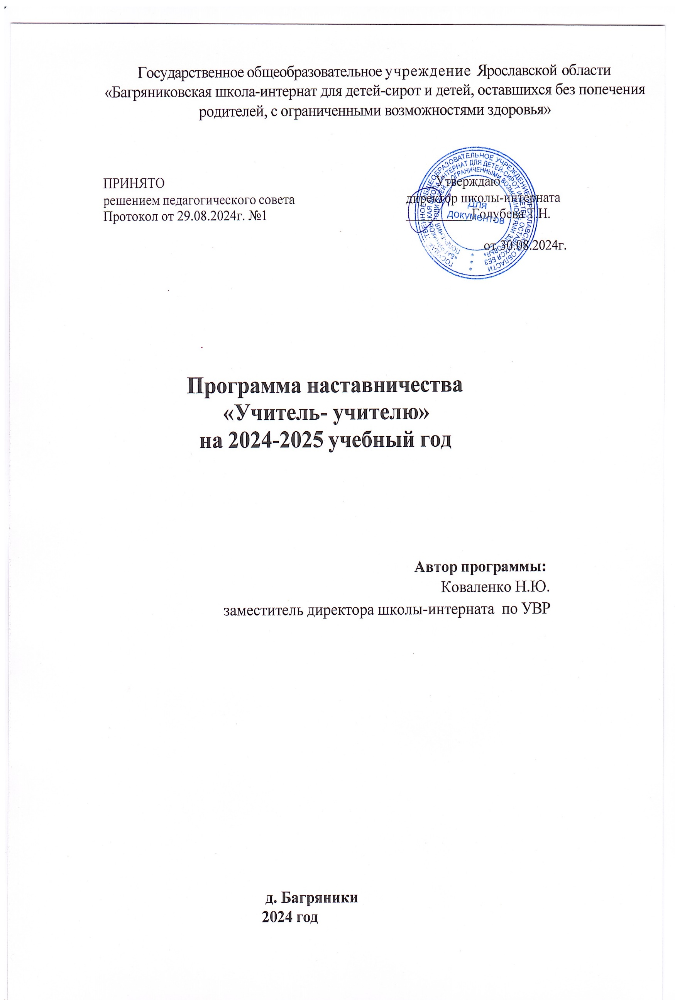 Государственное общеобразовательное учреждение Ярославской области
«Багряниковская школа-интернат для детей-сирот и детей, оставшихся без попечения
родителей, с ограниченными возможностями здоровья»
ПРИНЯТО
решением педагогического совета
Протокол от 29.08.2024г. №1
Утверждаю
директор школы-интерната
Голубева Т.Н.
от 30.08.2024г.
Для
документов
Программа наставничества
«Учитель- учителю»
на 2024-2025 учебный год
Автор программы:
Коваленко Н.Ю.
заместитель директора школы-интерната по УВР
д. Багряники
2024 год